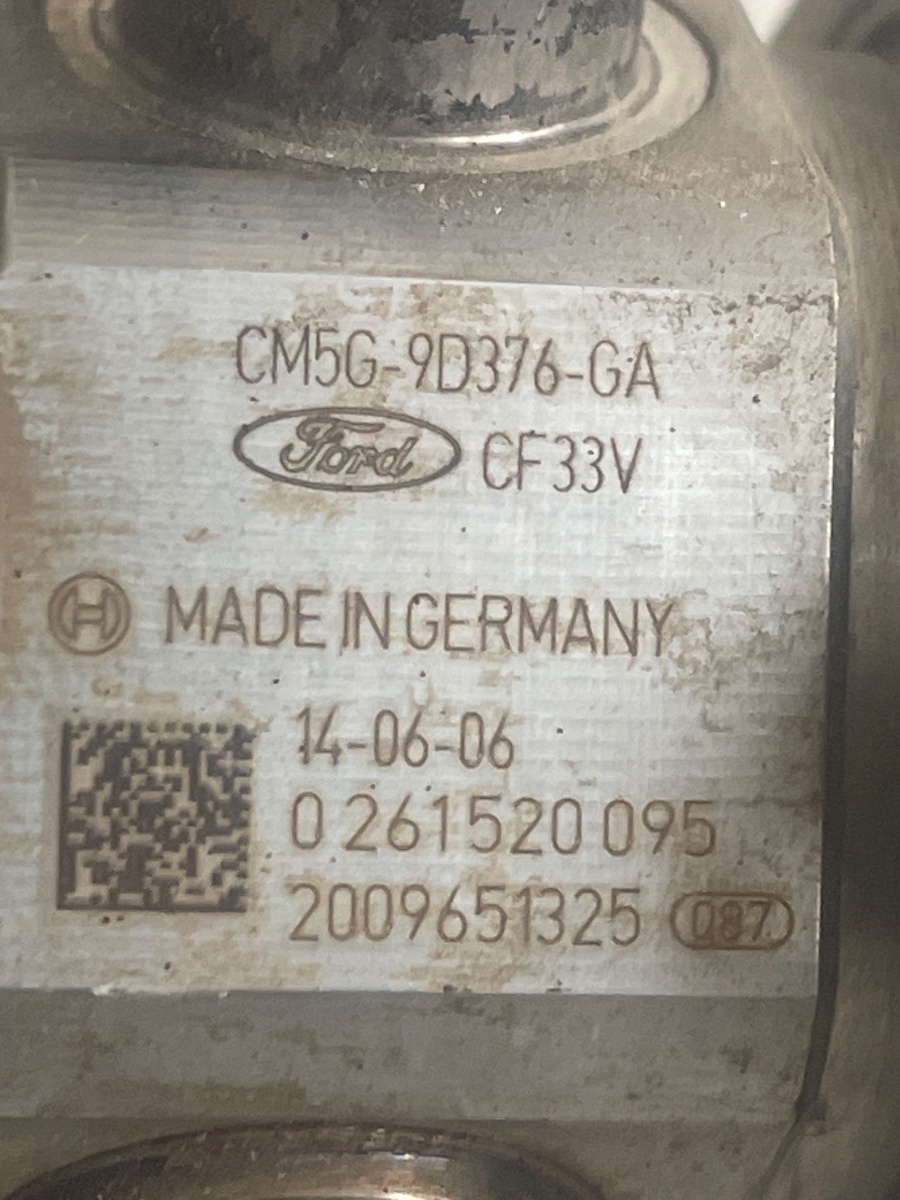 CM5G-9D376-GA
Ford CF33V
MADE IN GERMANY
14-06-06
0 261 520 095
2009651325 087